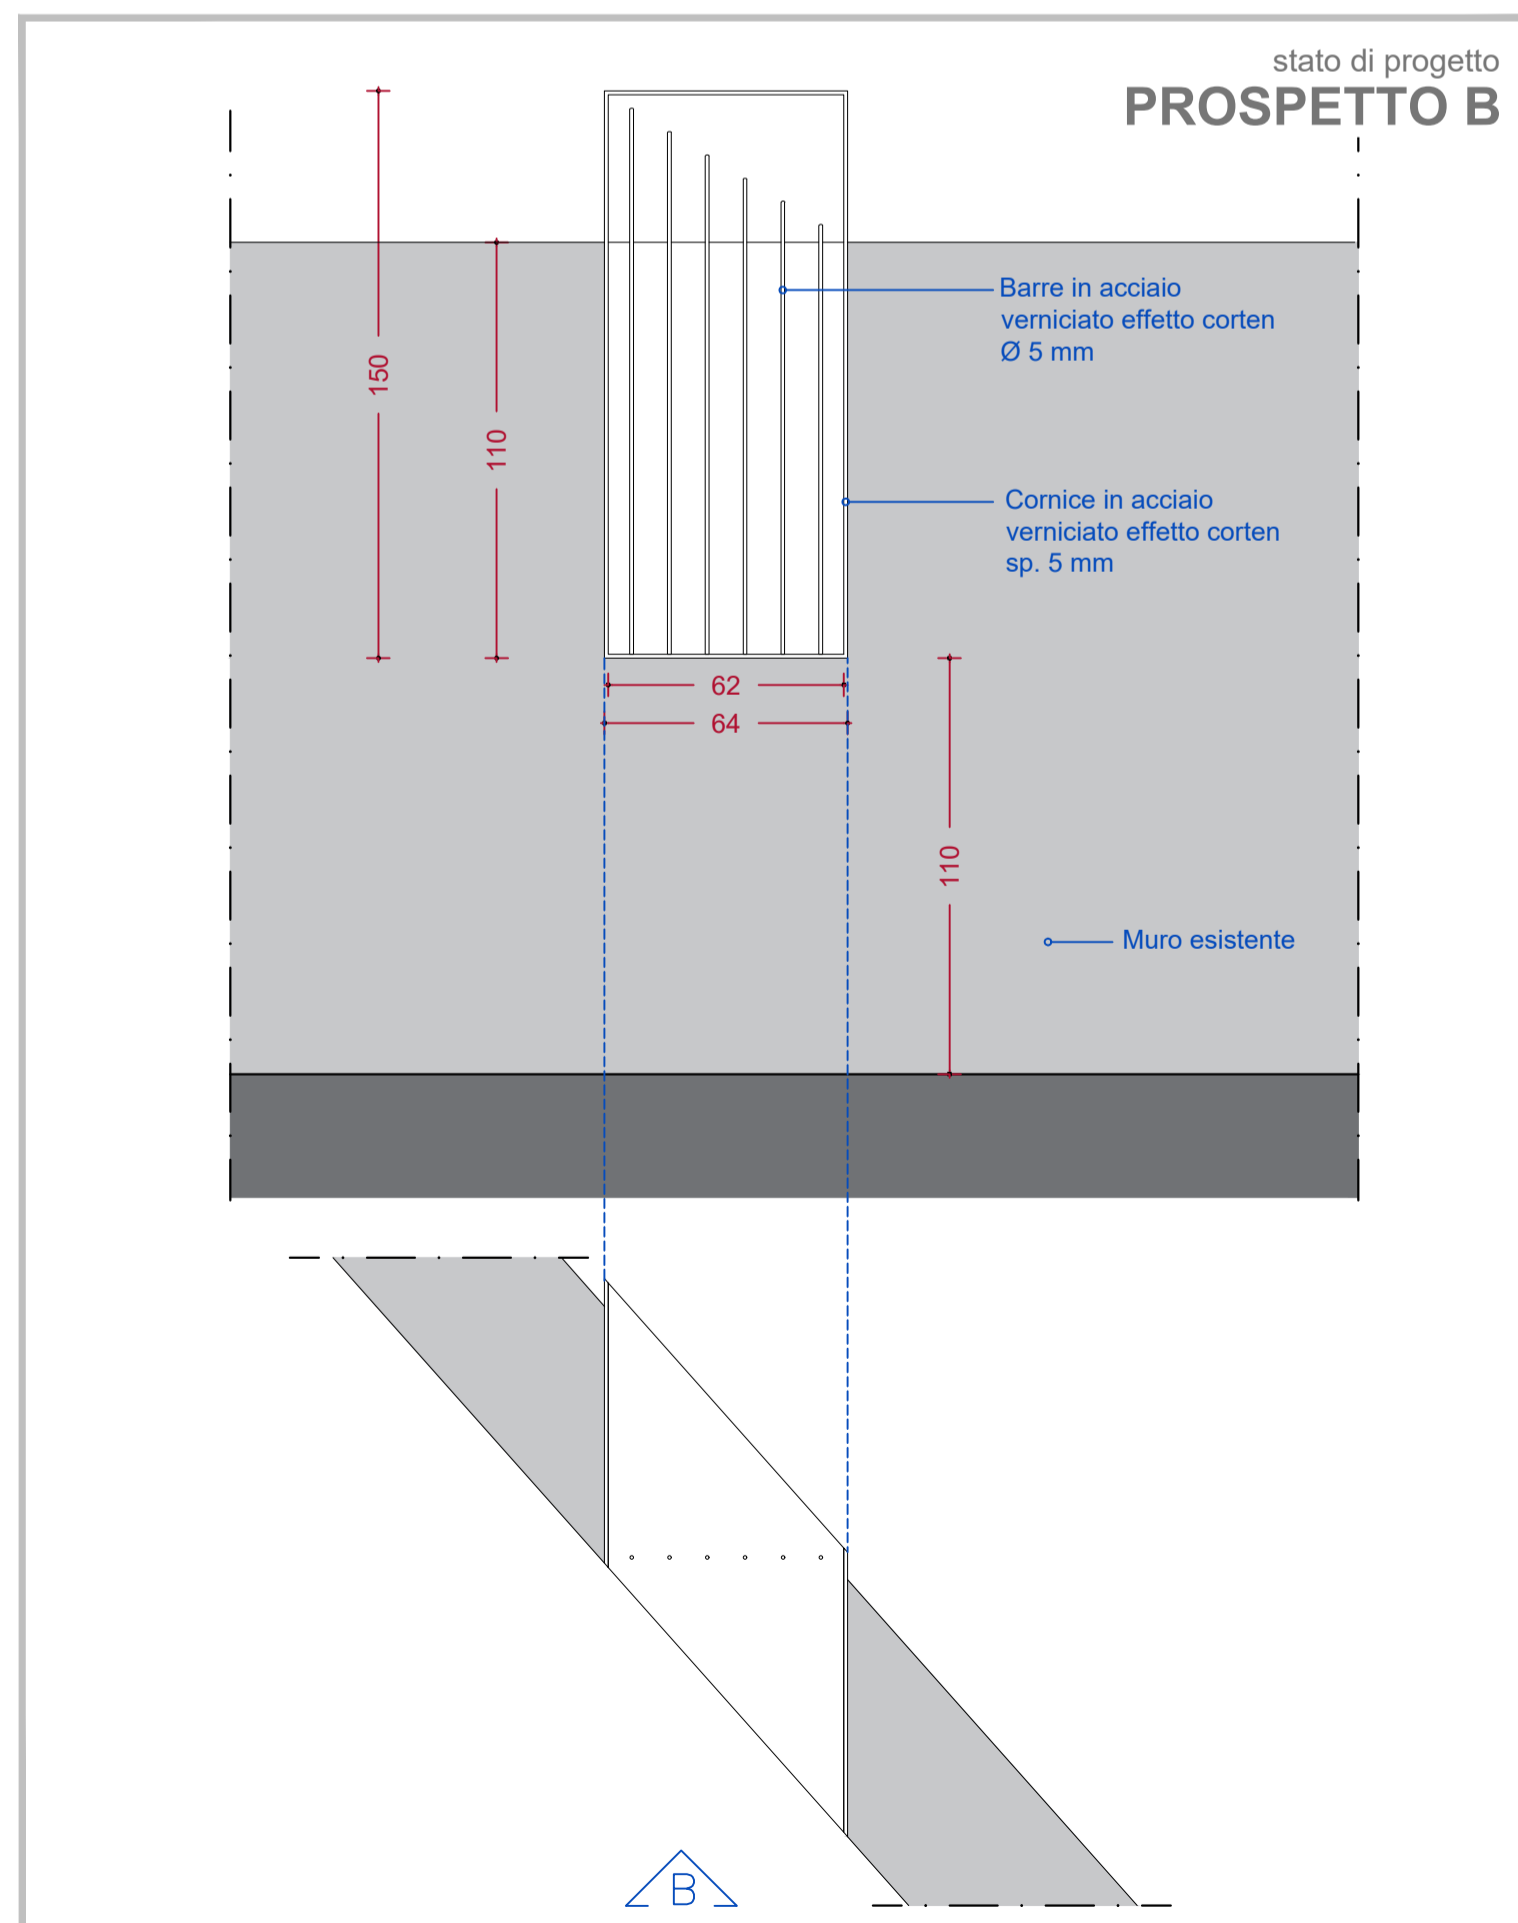 stato di progetto
PROSPETTO B
Barre in acciaio
verniciato effetto corten
Ø 5 mm
150
110
Cornice in acciaio
verniciato effetto corten
sp. 5 mm
62
64
110
Muro esistente
B